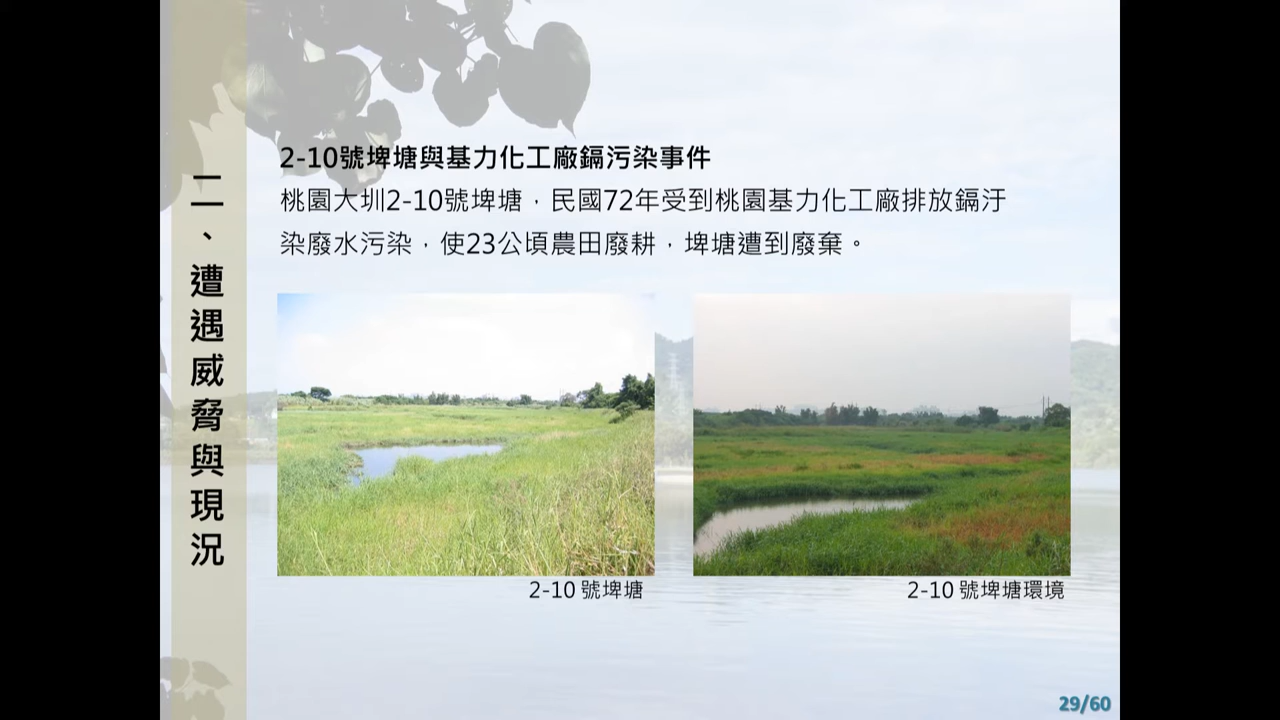 二、遭遇威脅與現況
2-10號埤塘與基力化工廠鎘污染事件
桃園大圳2-10號埤塘，民國72年受到桃園基力化工廠排放鎘汙
染廢水污染，使23公頃農田廢耕，埤塘遭到廢棄。
2-10 號埤塘
2-10 號埤塘環境
29/60